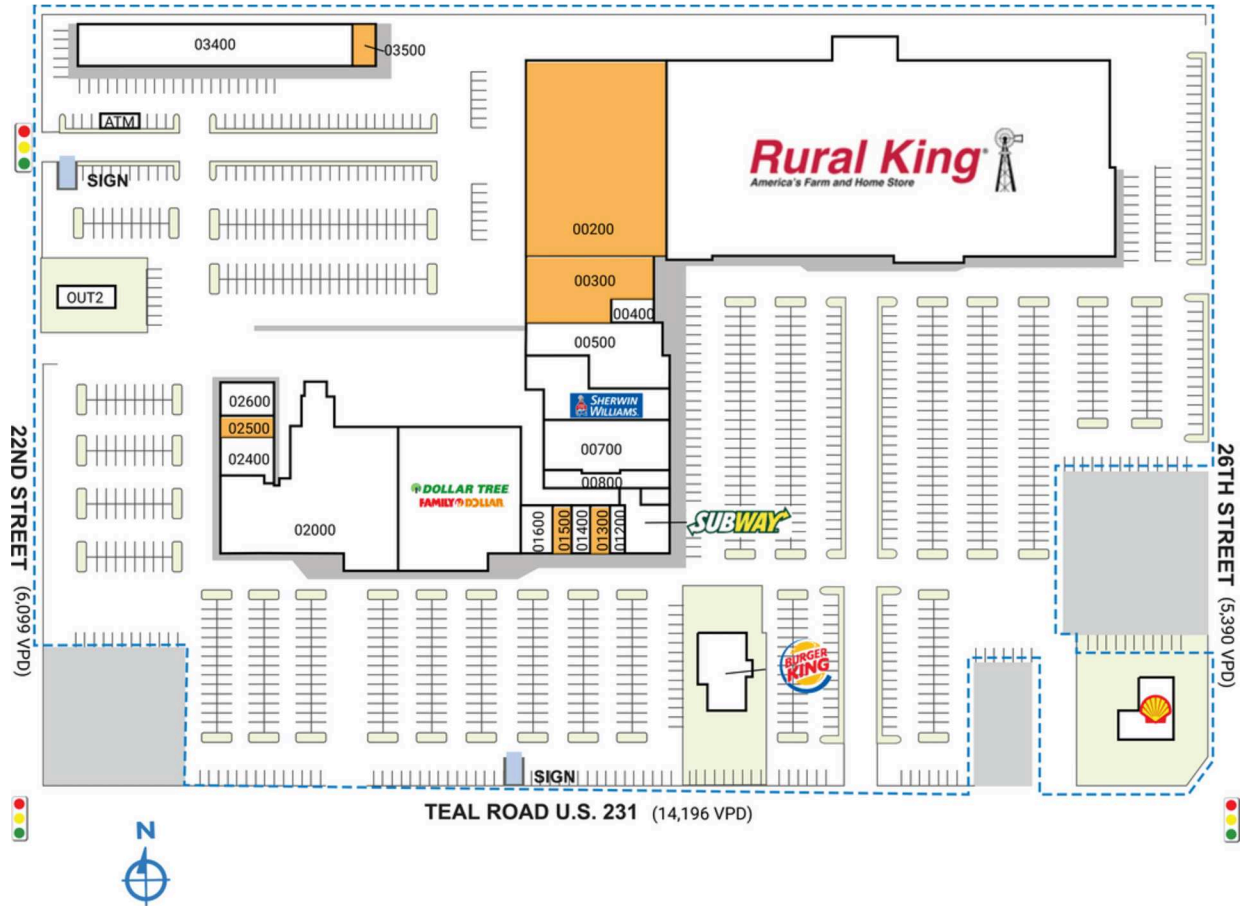 03400
03500
ATM
SIGN
Rural King®
America's Farm and Home Store
00200
00300
OUT2
00400
00500
02600
SHERWIN
WILLIAMS.
02500
00700
02400
00800
DOLLAR TREE
FAMILY DOLLAR
02000
01600
01500
01400
01300
01200
SUBWAY
22ND STREET (6,099 VPD)
26TH STREET (5,390 VPD)
BURGER
KING
SIGN
TEAL ROAD U.S. 231 (14,196 VPD)
N